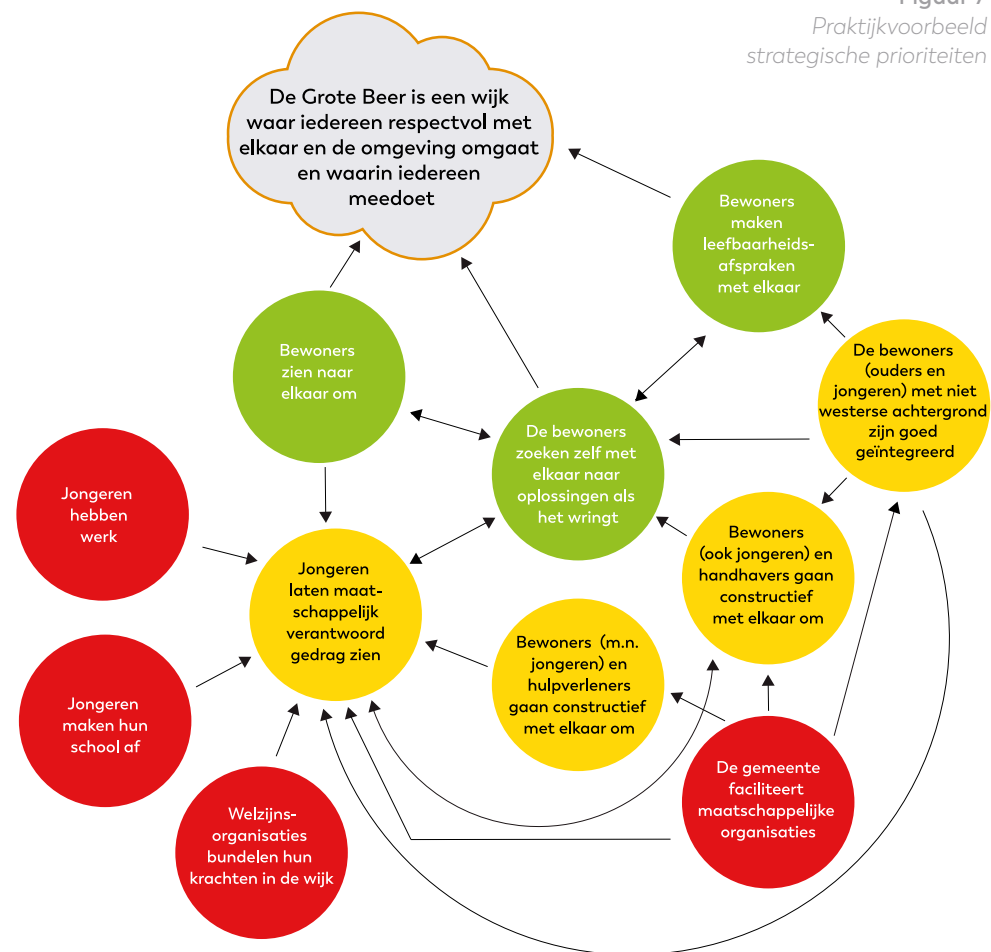 Figuur 7
Praktijkvoorbeeld
strategische prioriteiten
De Grote Beer is een wijk
waar iedereen respectvol met
elkaar en de omgeving omgaat
en waarin iedereen
meedoet
Bewoners
maken
leefbaarheids-
afspraken
met elkaar
Bewoners
zien naar
elkaar om
De bewoners
(ouders en
jongeren) met niet
westerse achtergrond
zijn goed
geïntegreerd
De bewoners
zoeken zelf met
elkaar naar
oplossingen als
het wringt
Jongeren
hebben
werk
Jongeren
laten maat-
schappelijk
verantwoord
gedrag zien
Bewoners
(ook jongeren) en
handhavers gaan
constructief
met elkaar om
Bewoners (m.n.
jongeren) en
hulpverleners
gaan constructief
met elkaar om
Jongeren
maken hun
school af
De gemeente
faciliteert
maatschappelijke
organisaties
Welzijns-
organisaties
bundelen hun
krachten in de wijk